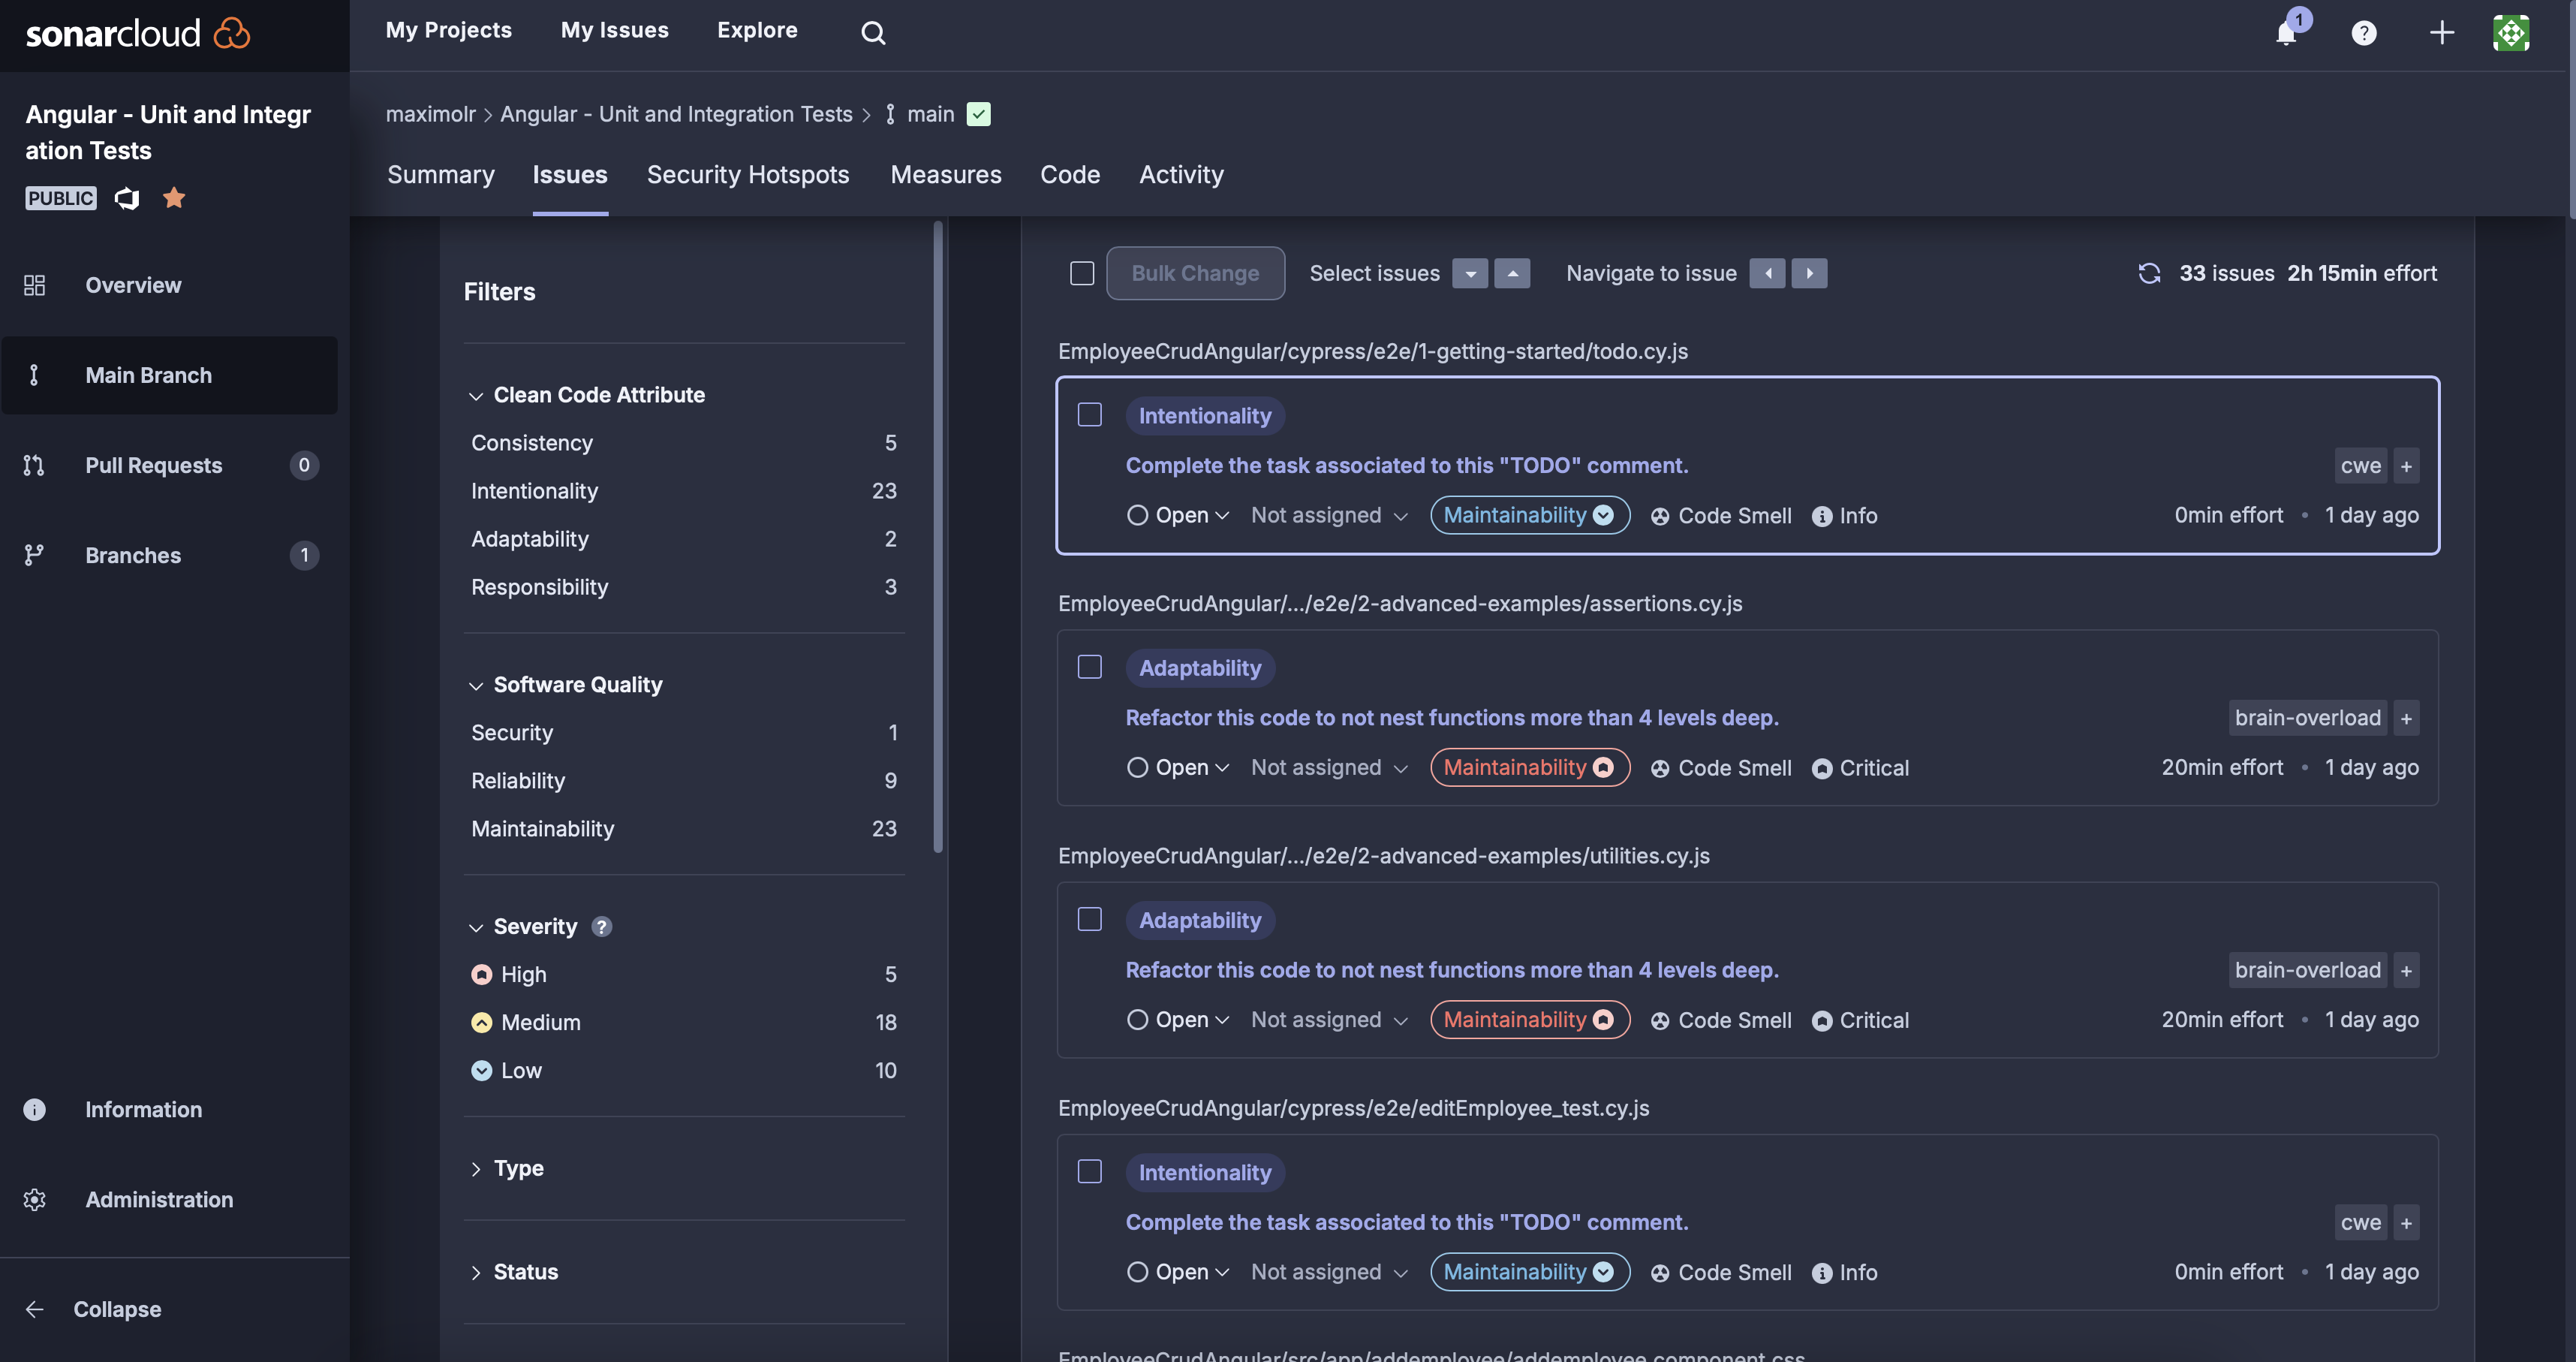 sonarcloud
My Projects
My Issues
Explore
1
Angular - Unit and Integr
ation Tests
PUBLIC
Overview
Main Branch
Pull Requests 0
Branches 1
Information
Administration
Collapse
maximolr > Angular - Unit and Integration Tests > main
Summary
Issues
Security Hotspots
Measures
Code
Activity
Filters
Clean Code Attribute
Consistency 5
Intentionality 23
Adaptability 2
Responsibility 3
Software Quality
Security 1
Reliability 9
Maintainability 23
Severity ?
High 5
Medium 18
Low 10
Type
Status
Bulk Change Select issues Navigate to issue 33 issues 2h 15min effort
EmployeeCrudAngular/cypress/e2e/1-getting-started/todo.cy.js
Intentionality
Complete the task associated to this "TODO" comment.
cwe +
Open Not assigned Maintainability Code Smell Info 0min effort • 1 day ago
EmployeeCrudAngular/.../e2e/2-advanced-examples/assertions.cy.js
Adaptability
Refactor this code to not nest functions more than 4 levels deep.
brain-overload +
Open Not assigned Maintainability Code Smell Critical 20min effort • 1 day ago
EmployeeCrudAngular/.../e2e/2-advanced-examples/utilities.cy.js
Adaptability
Refactor this code to not nest functions more than 4 levels deep.
brain-overload +
Open Not assigned Maintainability Code Smell Critical 20min effort • 1 day ago
EmployeeCrudAngular/cypress/e2e/editEmployee_test.cy.js
Intentionality
Complete the task associated to this "TODO" comment.
cwe +
Open Not assigned Maintainability Code Smell Info 0min effort • 1 day ago
EmployeeCrudAngular/src/app/addemployee/addemployee.component.css